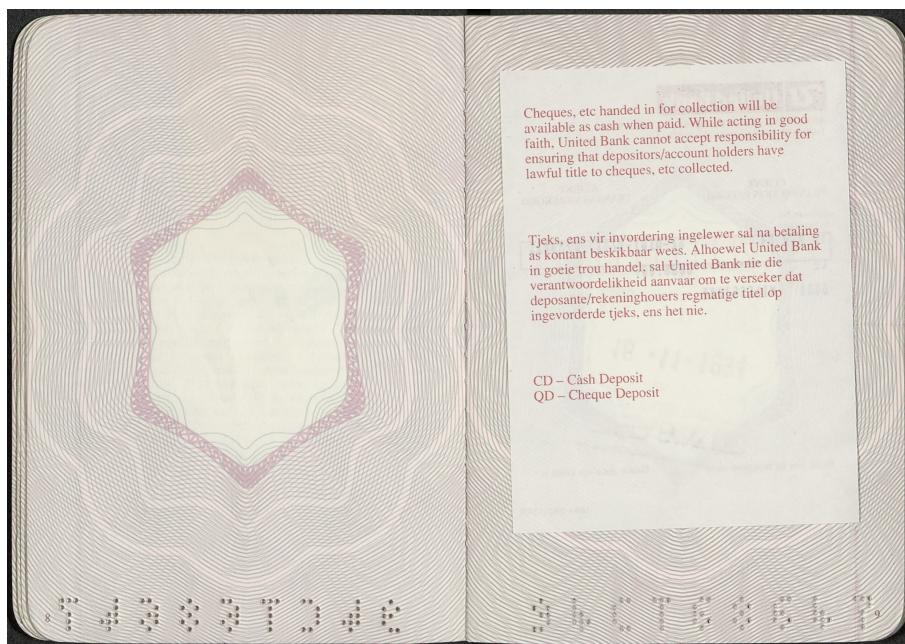 Cheques, etc handed in for collection will be
available as cash when paid. While acting in good
faith, United Bank cannot accept responsibility for
ensuring that depositors/account holders have
lawful title to cheques, etc collected.
Tjeks, ens vir invordering ingelewer sal na betaling
as kontant beskikbaar wees. Alhoewel United Bank
in goeie trou handel, sal United Bank nie die
verantwoordelikheid aanvaar om te verseker dat
deposante/rekeninghouers regmatige titel op
ingevorderde tjeks, ens het nie.
CD – Cash Deposit
QD – Cheque Deposit
8
9